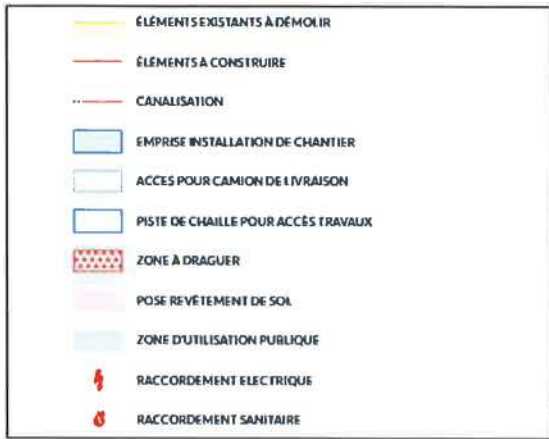 ÉLÉMENTS EXISTANTS À DÉMOLIR
ÉLÉMENTS A CONSTRUIRE
CANALISATION
EMPRISE INSTALLATION DE CHANTIER
ACCES POUR CAMION DE LIVRAISON
PISTE DE CHAILLE POUR ACCÈS TRAVAUX
ZONE À DRAGUER
POSE REVÊTEMENT DE SOL
ZONE D'UTILISATION PUBLIQUE
RACCORDEMENT ELECTRIQUE
RACCORDEMENT SANITAIRE